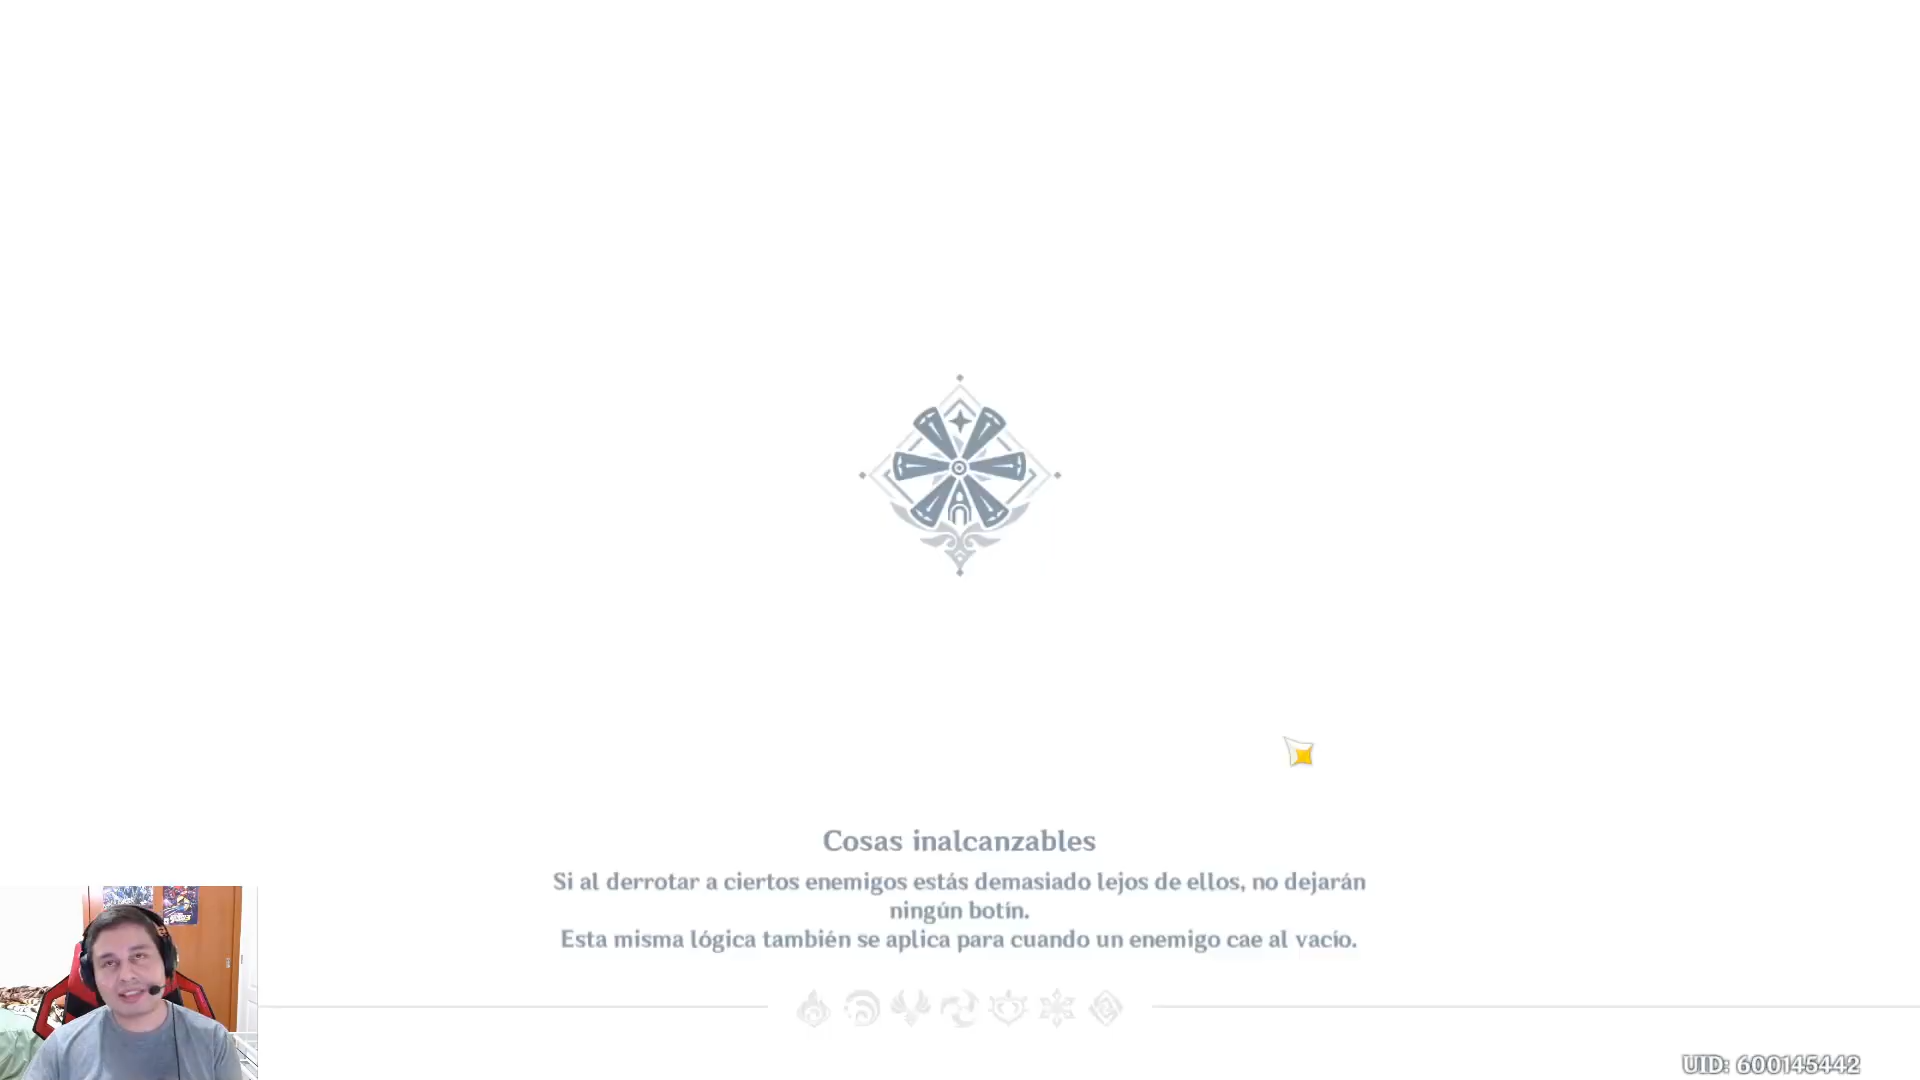 Cosas inalcanzables
Si al derrotar a ciertos enemigos estás demasiado lejos de ellos, no dejarán
ningún botín.
Esta misma lógica también se aplica para cuando un enemigo cae al vacío.
UID: 600145442